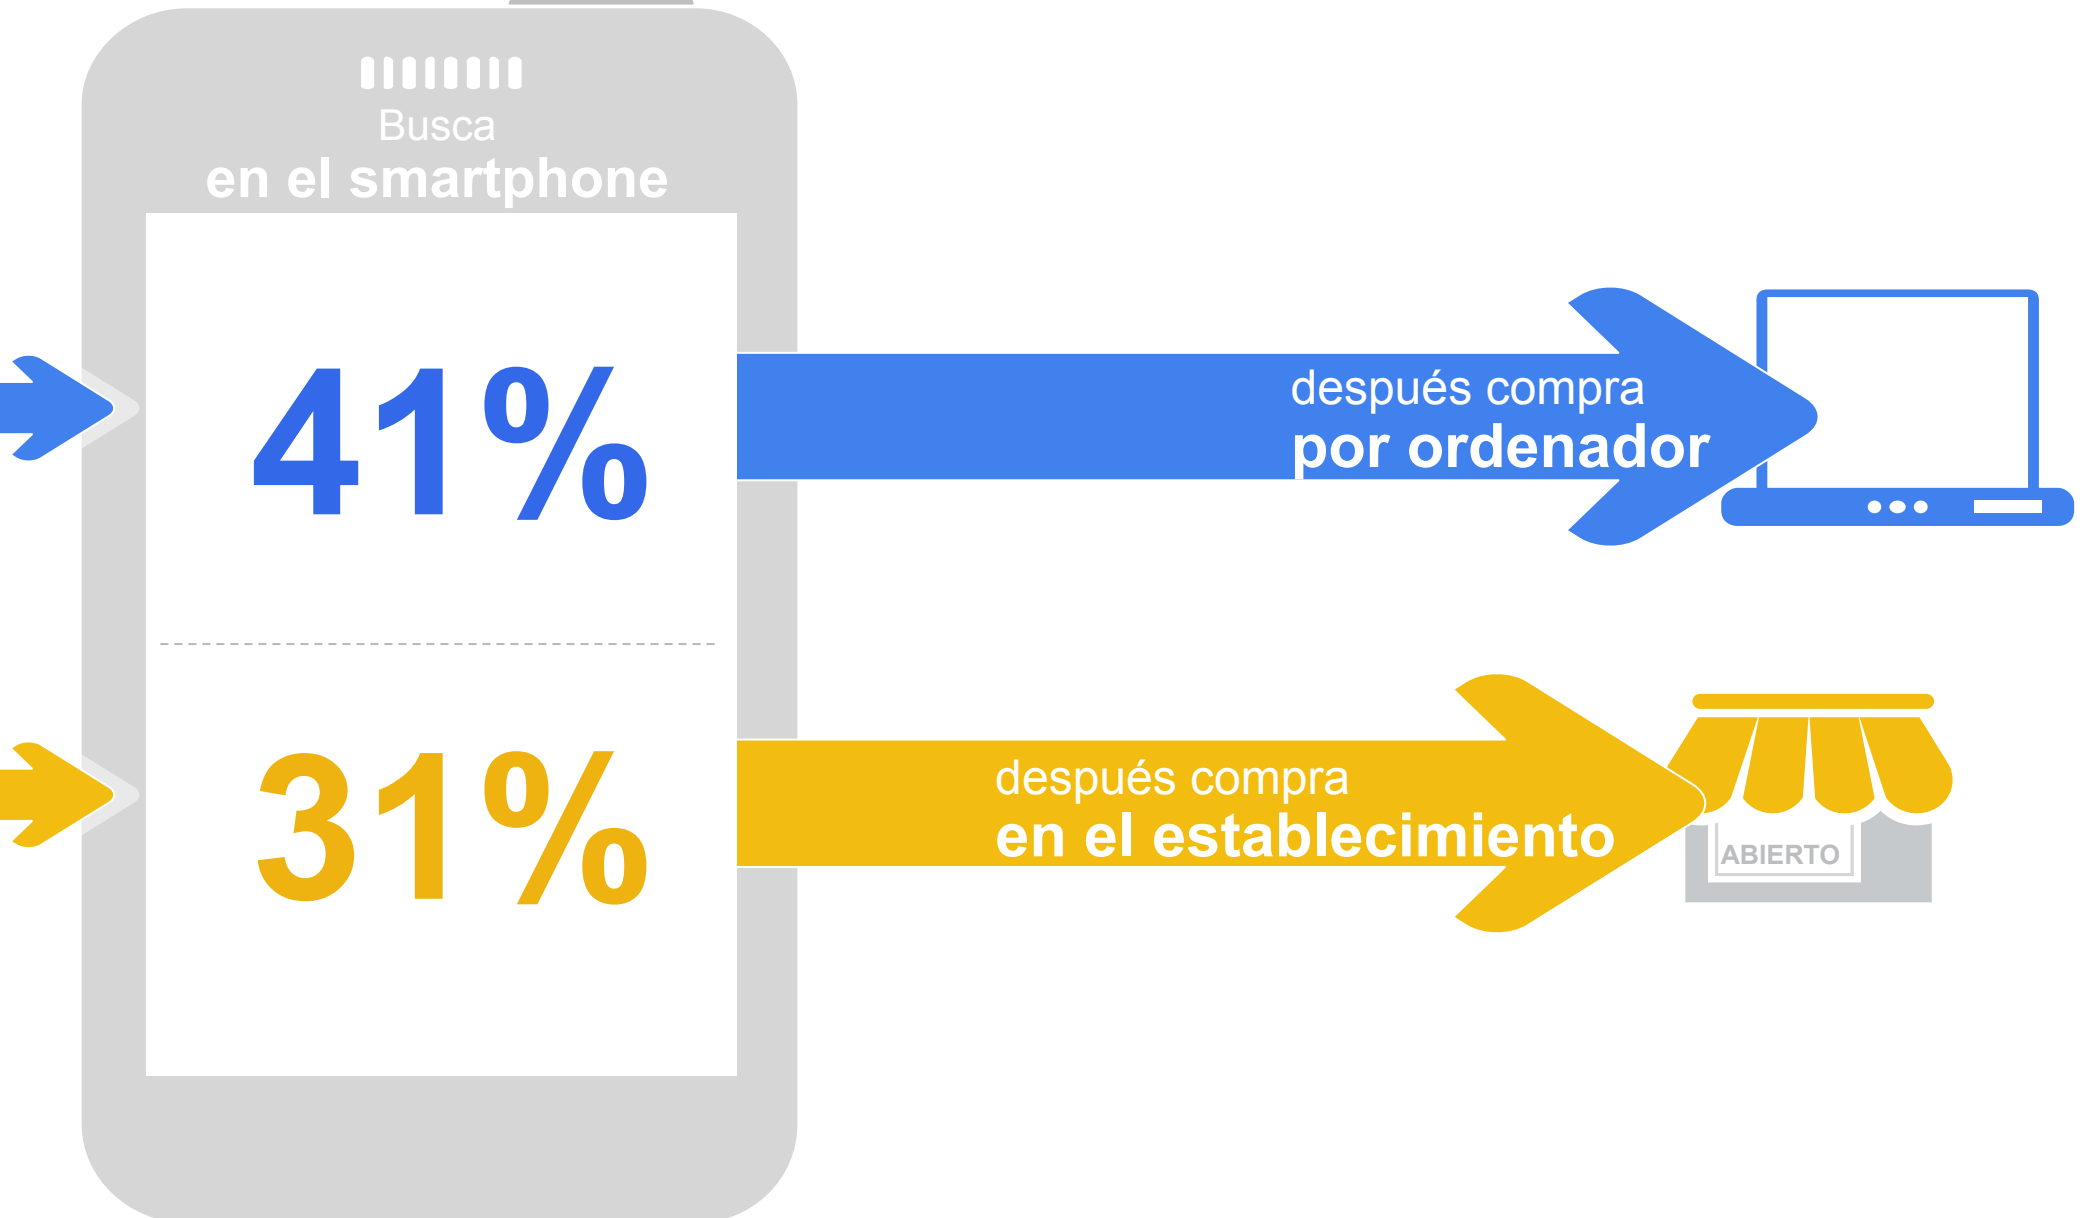 Busca
en el smartphone
41%
después compra
por ordenador
31%
después compra
en el establecimiento
ABIERTO